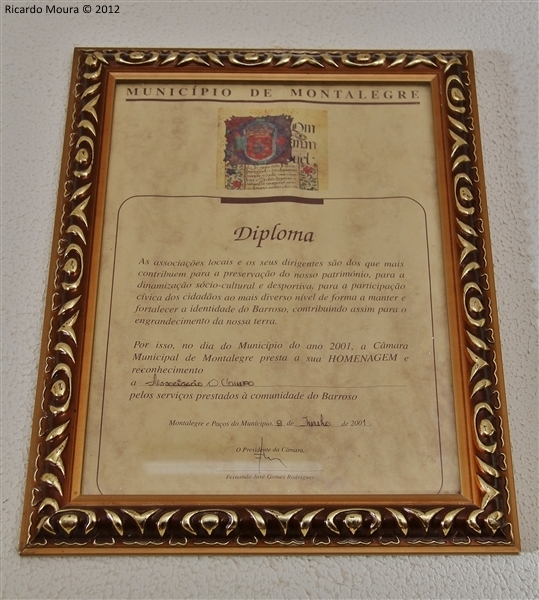 Ricardo Moura © 2012
MUNICÍPIO DE MONTALEGRE
Diploma
As associações locais e os seus dirigentes são dos que mais
contribuem para a preservação do nosso património, para a
dinamização sócio-cultural e desportiva, para a participação
cívica dos cidadãos ao mais diverso nível de forma a manter e
fortalecer a identidade do Barroso, contribuindo assim para o
engrandecimento da nossa terra.
Por isso, no dia do Município do ano 2001, a Câmara
Municipal de Montalegre presta a sua HOMENAGEM e
reconhecimento
a Associação O
pelos serviços prestados à comunidade do Barroso
Montalegre e Paços do Município, 9 de Junho de 2001
O Presidente da Câmara,
Fernando José Gomes Rodrigues